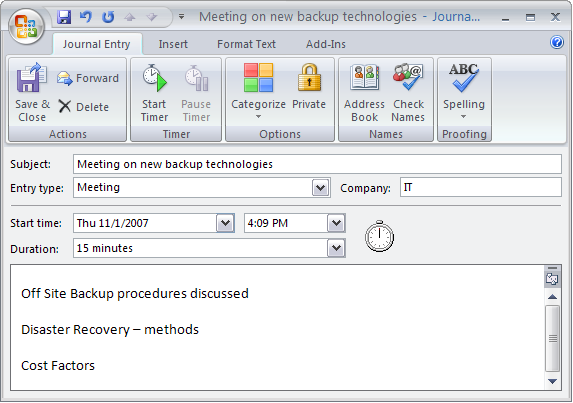 Meeting on new backup technologies - Journa...
Journal Entry Insert Format Text Add-Ins
Save & Close
Forward
Delete
Actions
Start Timer
Pause Timer
Timer
Categorize
Private
Options
Address Book
Check Names
Names
ABC
Spelling
Proofing
Subject: Meeting on new backup technologies
Entry type: Meeting Company: IT
Start time: Thu 11/1/2007 4:09 PM
Duration: 15 minutes
Off Site Backup procedures discussed
Disaster Recovery – methods
Cost Factors